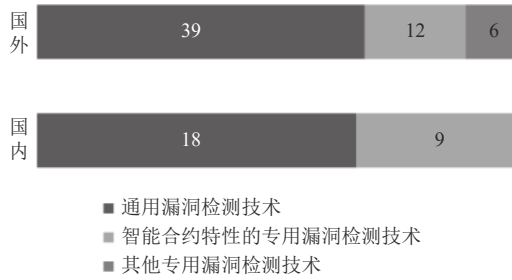 国外
39 12 6
国内
18 9
通用漏洞检测技术
智能合约特性的专用漏洞检测技术
其他专用漏洞检测技术